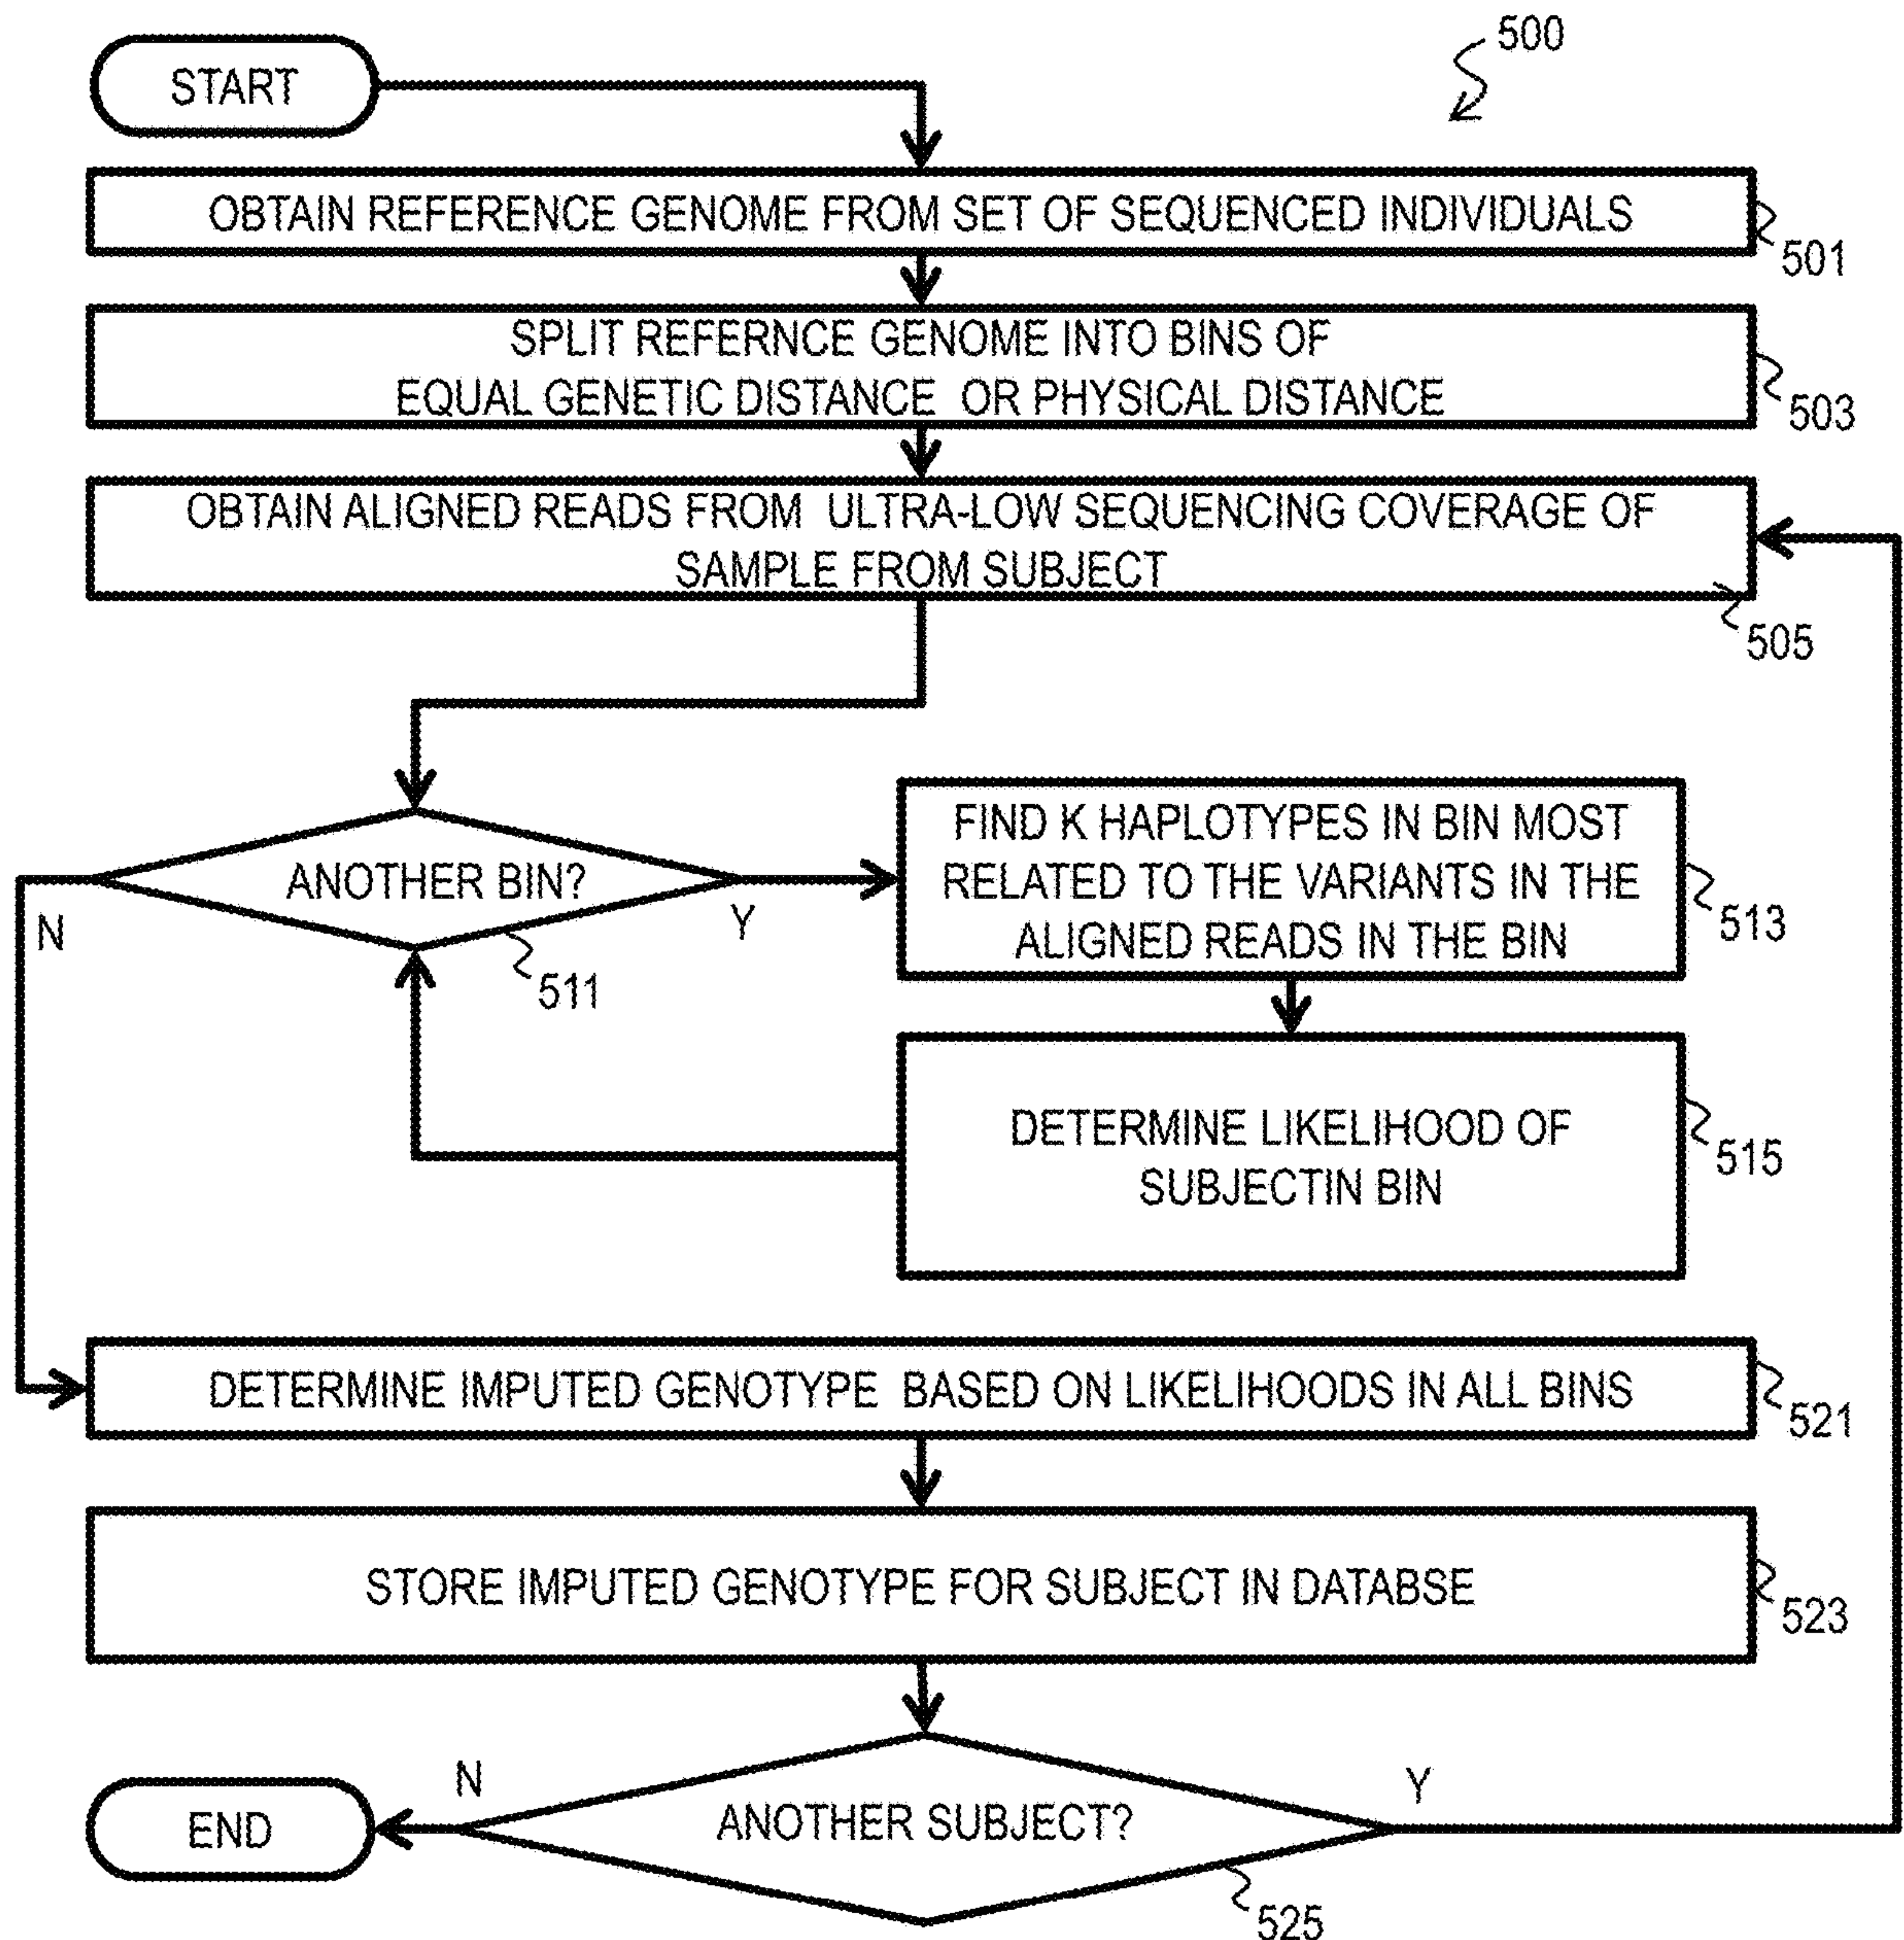 500
START
OBTAIN REFERENCE GENOME FROM SET OF SEQUENCED INDIVIDUALS
501
SPLIT REFERNCE GENOME INTO BINS OF
EQUAL GENETIC DISTANCE OR PHYSICAL DISTANCE
503
OBTAIN ALIGNED READS FROM ULTRA-LOW SEQUENCING COVERAGE OF
SAMPLE FROM SUBJECT
505
ANOTHER BIN?
N
Y
511
FIND K HAPLOTYPES IN BIN MOST
RELATED TO THE VARIANTS IN THE
ALIGNED READS IN THE BIN
513
DETERMINE LIKELIHOOD OF
SUBJECTIN BIN
515
DETERMINE IMPUTED GENOTYPE BASED ON LIKELIHOODS IN ALL BINS
521
STORE IMPUTED GENOTYPE FOR SUBJECT IN DATABSE
523
ANOTHER SUBJECT?
N
Y
525
END